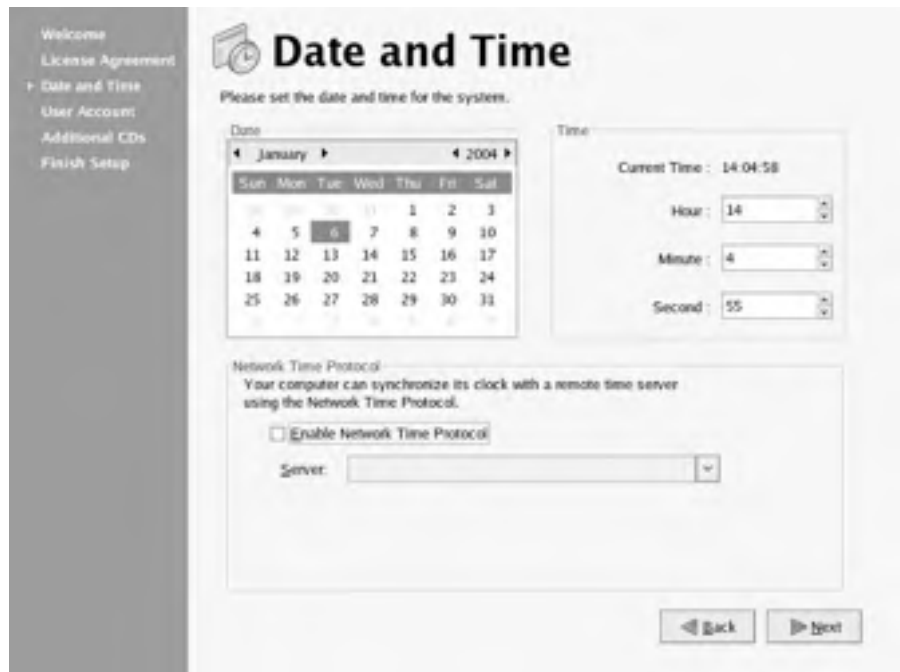 Welcome
License Agreement
Date and Time
User Account
Additional CDs
Finish Setup
Date and Time
Please set the date and time for the system.
Date
January 2004
Sun Mon Tue Wed Thu Fri Sat
1 2 3
4 5 6 7 8 9 10
11 12 13 14 15 16 17
18 19 20 21 22 23 24
25 26 27 28 29 30 31
Time
Current Time : 14:04:58
Hour : 14
Minute : 4
Second : 55
Network Time Protocol
Your computer can synchronize its clock with a remote time server
using the Network Time Protocol.
Enable Network Time Protocol
Server:
Back
Next